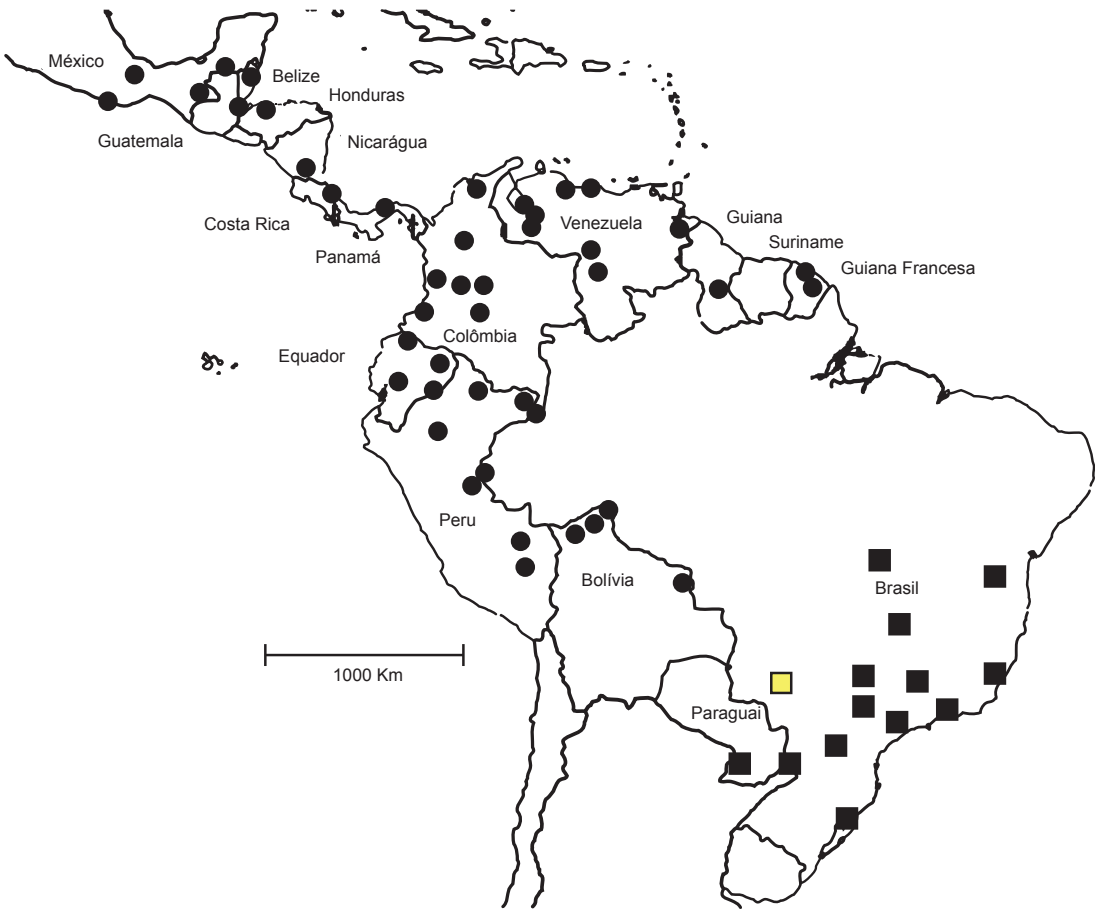 México
Belize
Honduras
Guatemala
Nicarágua
Costa Rica
Panamá
Venezuela
Guiana
Suriname
Guiana Francesa
Colômbia
Equador
Peru
Bolívia
Brasil
1000 Km
Paraguai